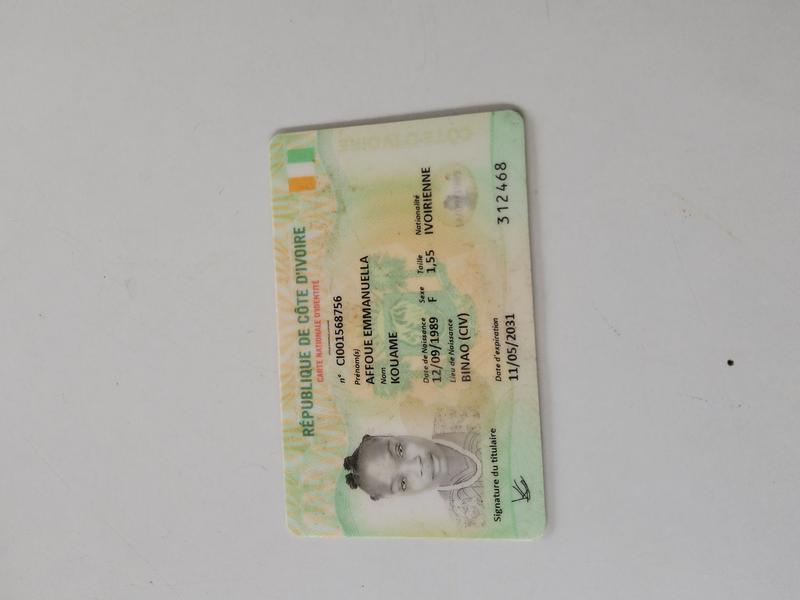 RÉPUBLIQUE DE CÔTE D'IVOIRE
CARTE NATIONALE D'IDENTITÉ
CÔTE D'IVOIRE
n° CI001568756
Prénom(s)
AFFOUE EMMANUELLA
Nom
KOUAME
Date de Naissance Sexe Taille Nationalité
12/09/1989 F 1,55 IVOIRIENNE
Lieu de Naissance
BINAO (CIV)
Date d'expiration
11/05/2031
312468
Signature du titulaire